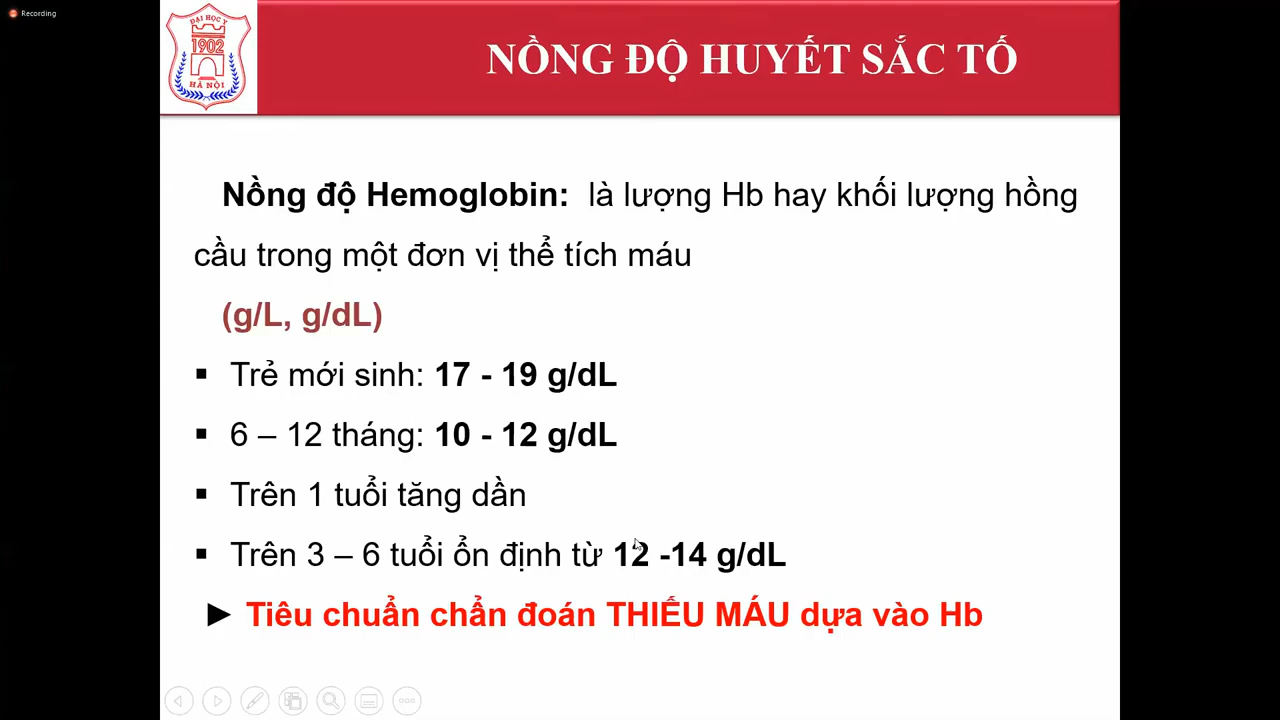 Recording
ĐẠI HỌC Y
1902
HÀ NỘI
NỒNG ĐỘ HUYẾT SẮC TỐ
Nồng độ Hemoglobin: là lượng Hb hay khối lượng hồng
cầu trong một đơn vị thể tích máu
(g/L, g/dL)
▪ Trẻ mới sinh: 17 - 19 g/dL
▪ 6 – 12 tháng: 10 - 12 g/dL
▪ Trên 1 tuổi tăng dần
▪ Trên 3 – 6 tuổi ổn định từ 12 -14 g/dL
► Tiêu chuẩn chẩn đoán THIẾU MÁU dựa vào Hb